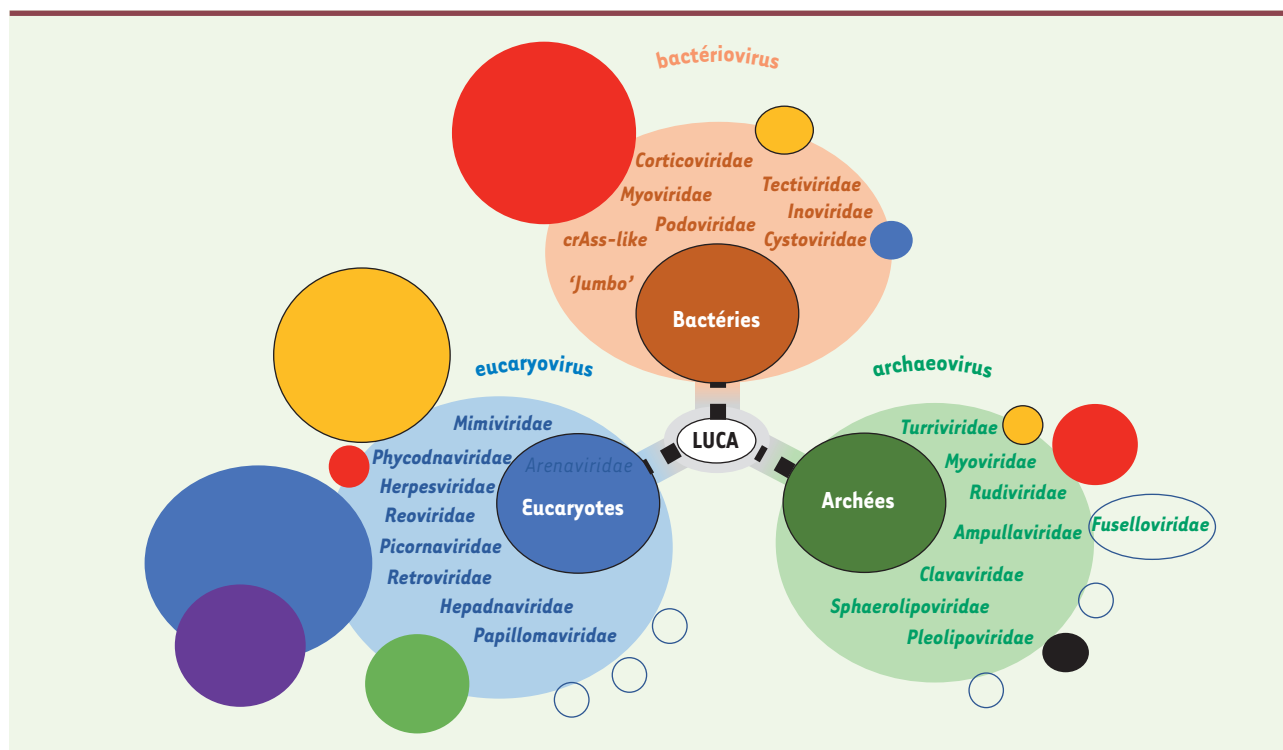 bactériovirus
Corticoviridae
Tectiviridae
Myoviridae
Inoviridae
Podoviridae
crAss-like
Cystoviridae
‘Jumbo’
Bactéries
eucaryovirus
archaeovirus
LUCA
Mimiviridae
Phycodnaviridae
Arenaviridae
Herpesviridae
Eucaryotes
Reoviridae
Picornaviridae
Retroviridae
Hepadnaviridae
Papillomaviridae
Turriviridae
Myoviridae
Rudiviridae
Archées
Ampullaviridae
Fuselloviridae
Clavaviridae
Sphaerolipoviridae
Pleolipoviridae